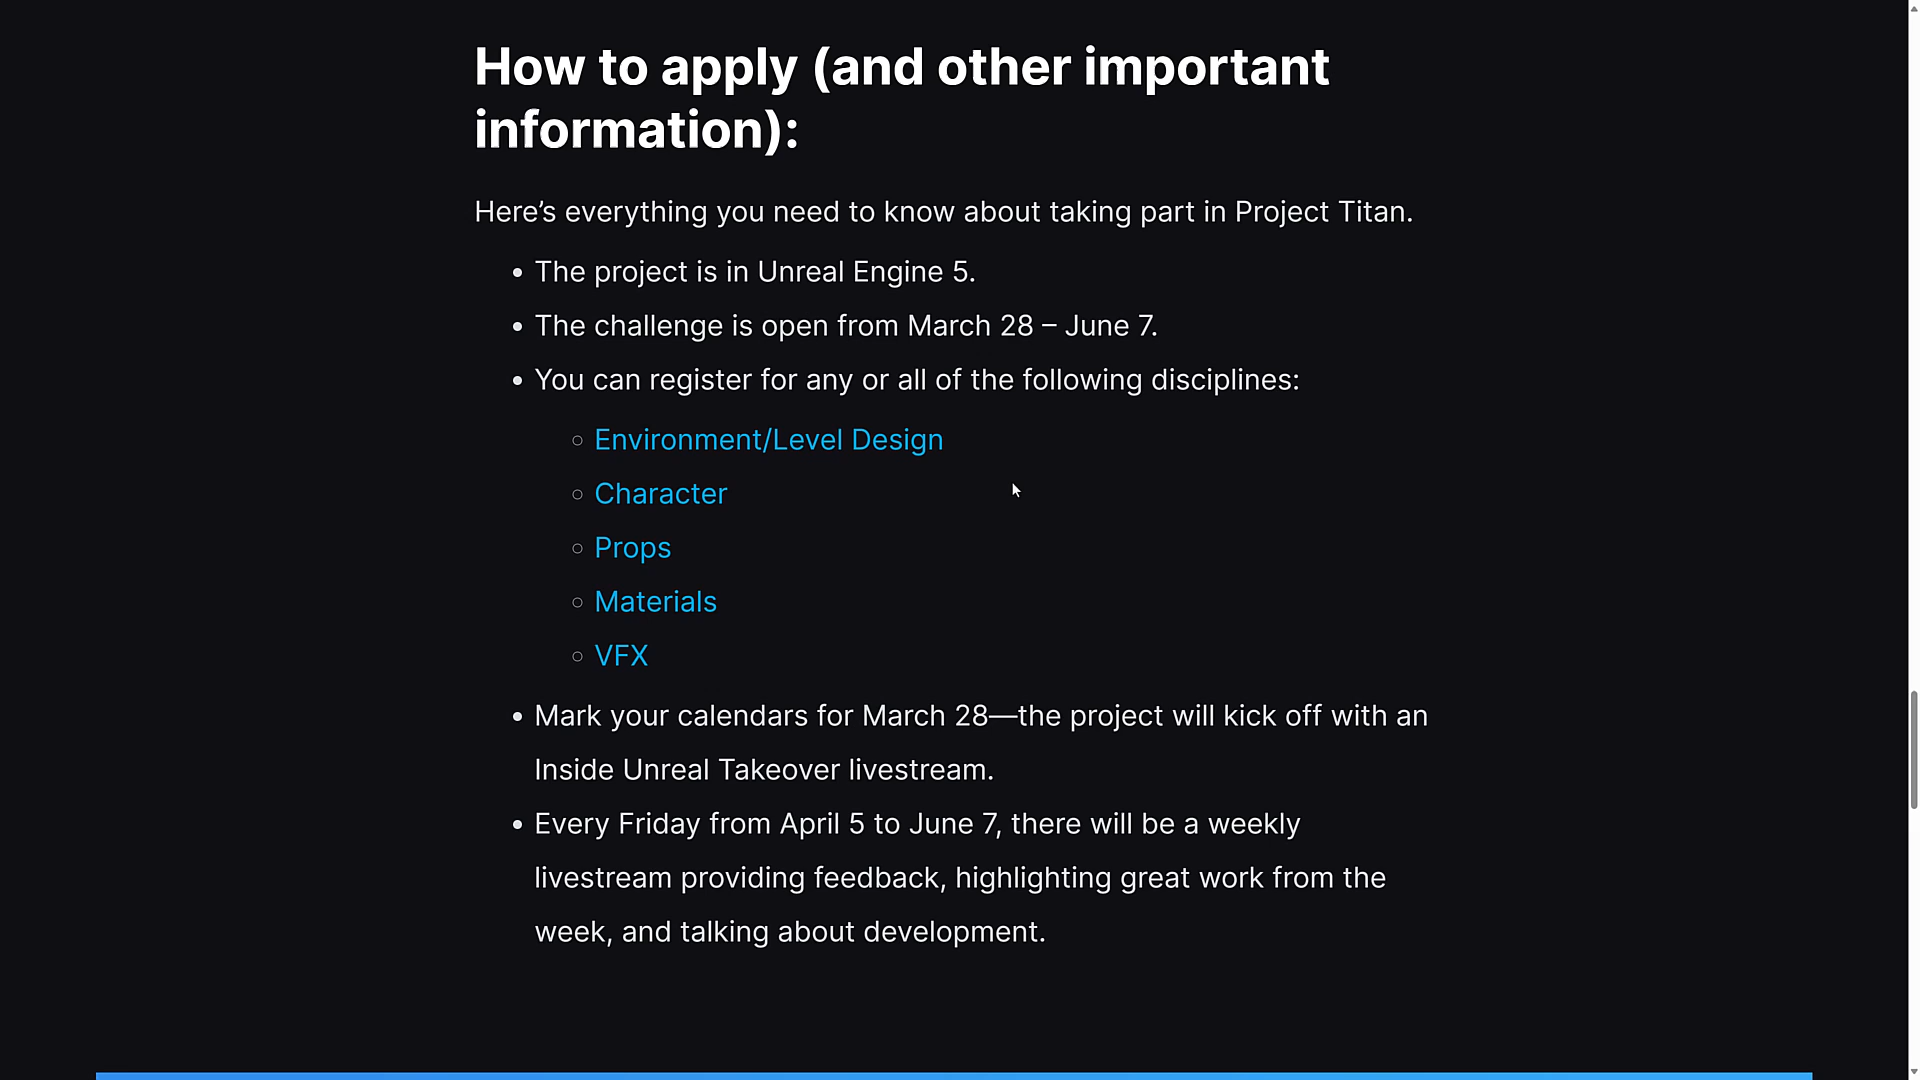 How to apply (and other important
information):
Here’s everything you need to know about taking part in Project Titan.
The project is in Unreal Engine 5.
The challenge is open from March 28 – June 7.
You can register for any or all of the following disciplines:
Environment/Level Design
Character
Props
Materials
VFX
Mark your calendars for March 28—the project will kick off with an
Inside Unreal Takeover livestream.
Every Friday from April 5 to June 7, there will be a weekly
livestream providing feedback, highlighting great work from the
week, and talking about development.